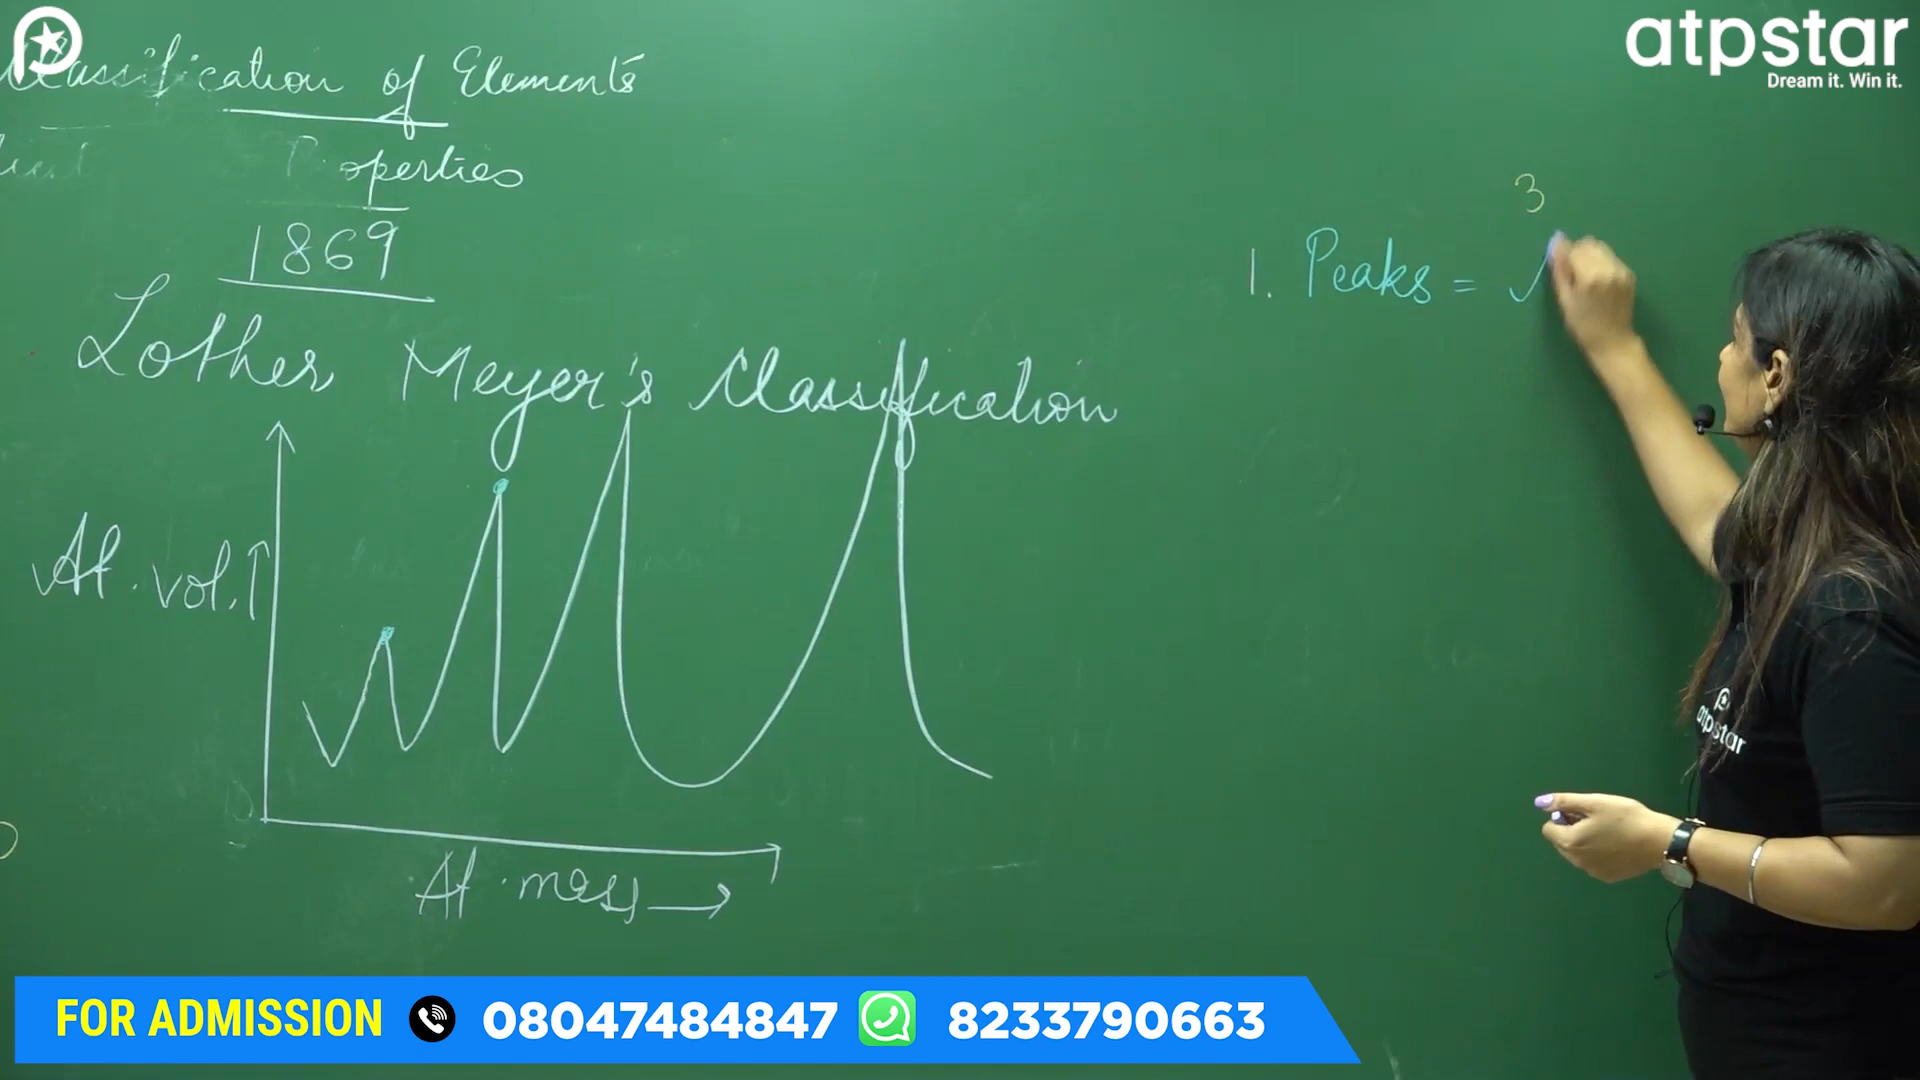 atpstar
Dream it. Win it.
Classification of Elements
Properties
1869
Lother Meyer's Classification
At. vol. ↑
At. mass →
3
1. Peaks =
atpstar
FOR ADMISSION 08047484847 8233790663